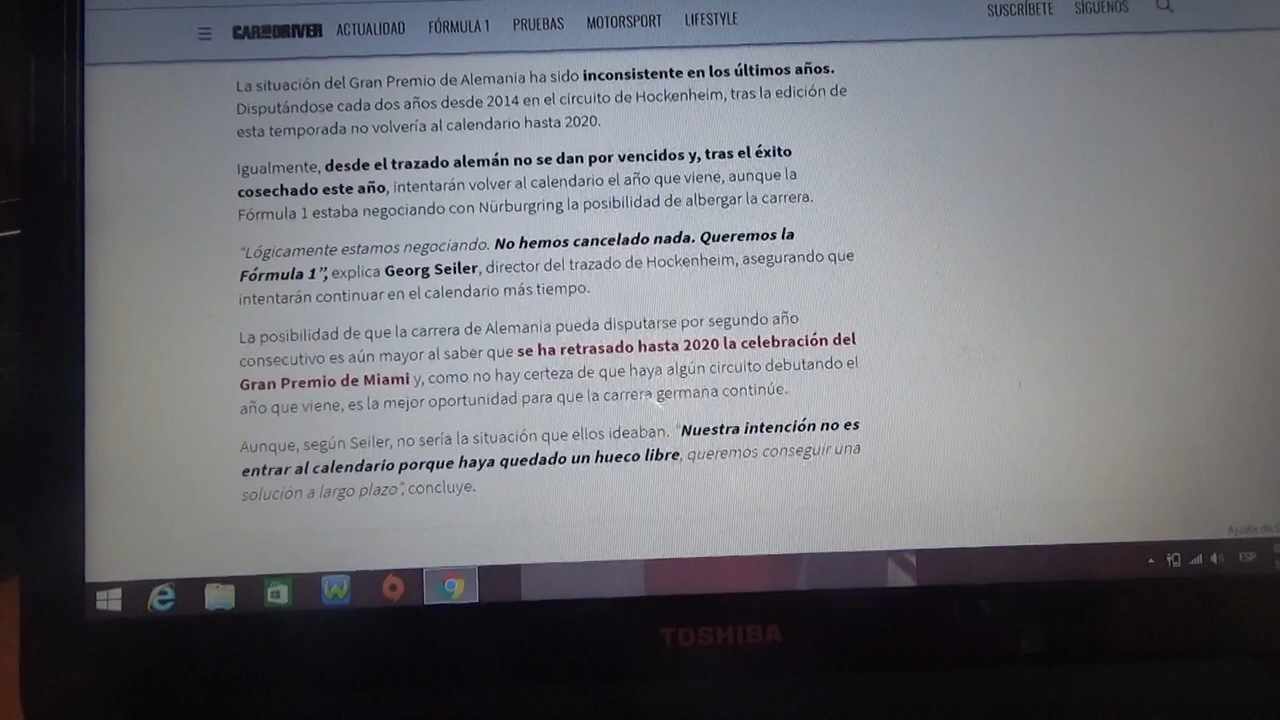 CAR AND DRIVER ACTUALIDAD FÓRMULA 1 PRUEBAS MOTORSPORT LIFESTYLE SUSCRÍBETE SÍGUENOS
La situación del Gran Premio de Alemania ha sido inconsistente en los últimos años.
Disputándose cada dos años desde 2014 en el circuito de Hockenheim, tras la edición de
esta temporada no volvería al calendario hasta 2020.
Igualmente, desde el trazado alemán no se dan por vencidos y, tras el éxito
cosechado este año, intentarán volver al calendario el año que viene, aunque la
Fórmula 1 estaba negociando con Nürburgring la posibilidad de albergar la carrera.
“Lógicamente estamos negociando. No hemos cancelado nada. Queremos la
Fórmula 1”, explica Georg Seiler, director del trazado de Hockenheim, asegurando que
intentarán continuar en el calendario más tiempo.
La posibilidad de que la carrera de Alemania pueda disputarse por segundo año
consecutivo es aún mayor al saber que se ha retrasado hasta 2020 la celebración del
Gran Premio de Miami y, como no hay certeza de que haya algún circuito debutando el
año que viene, es la mejor oportunidad para que la carrera germana continúe.
Aunque, según Seiler, no sería la situación que ellos ideaban. “Nuestra intención no es
entrar al calendario porque haya quedado un hueco libre, queremos conseguir una
solución a largo plazo”, concluye.
Ajuste de
ESP
TOSHIBA